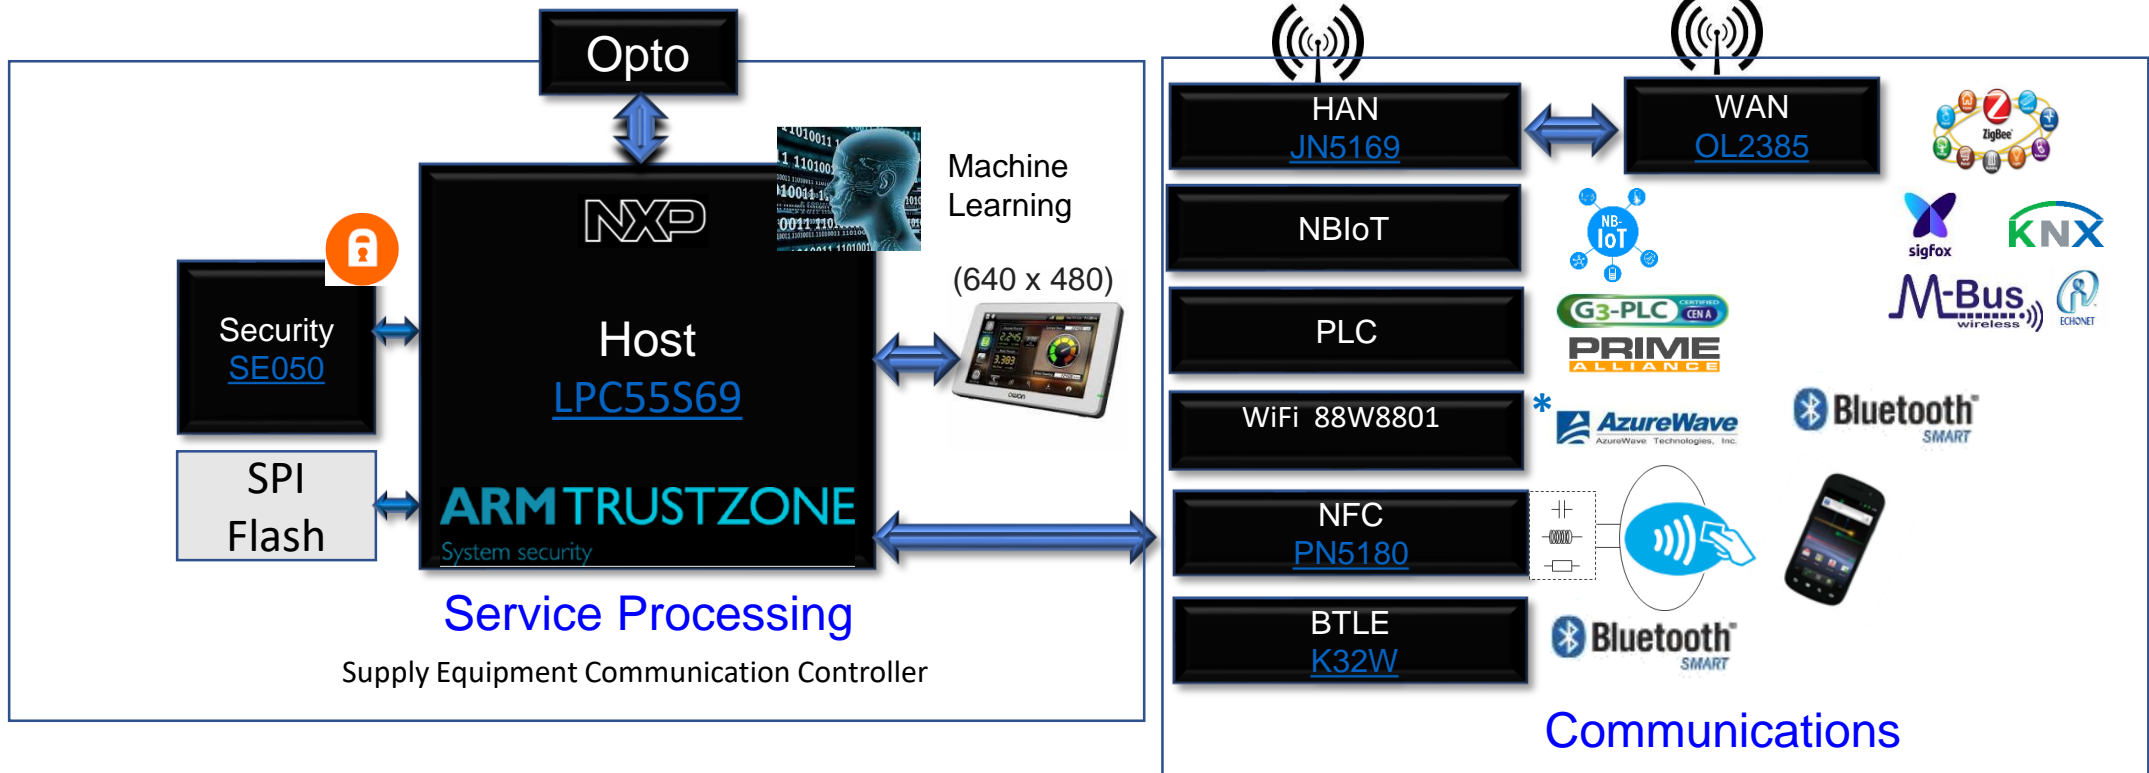 Opto
NXP
Machine
Learning
(640 x 480)
Security
SE050
Host
LPC55S69
SPI
Flash
ARM TRUSTZONE
System security
Service Processing
Supply Equipment Communication Controller
HAN
JN5169
WAN
OL2385
ZigBee
NBIoT
NB-
IoT
sigfox
KNX
M-Bus
wireless
ECHONET
PLC
G3-PLC CERTIFIED
CEN A
PRIME
ALLIANCE
WiFi 88W8801
*
AzureWave
AzureWave Technologies, Inc.
Bluetooth
SMART
NFC
PN5180
BTLE
K32W
Bluetooth
SMART
Communications